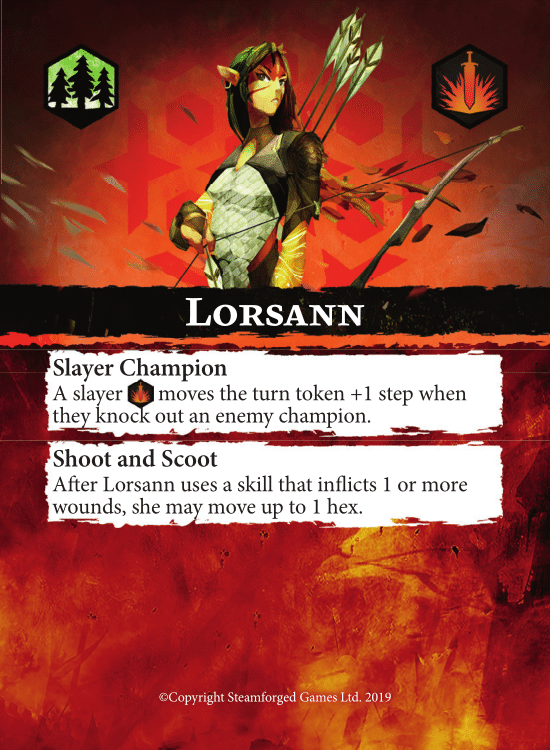 Lorsann
Slayer Champion
A slayer moves the turn token +1 step when
they knock out an enemy champion.
Shoot and Scoot
After Lorsann uses a skill that inflicts 1 or more
wounds, she may move up to 1 hex.
©Copyright Steamforged Games Ltd. 2019